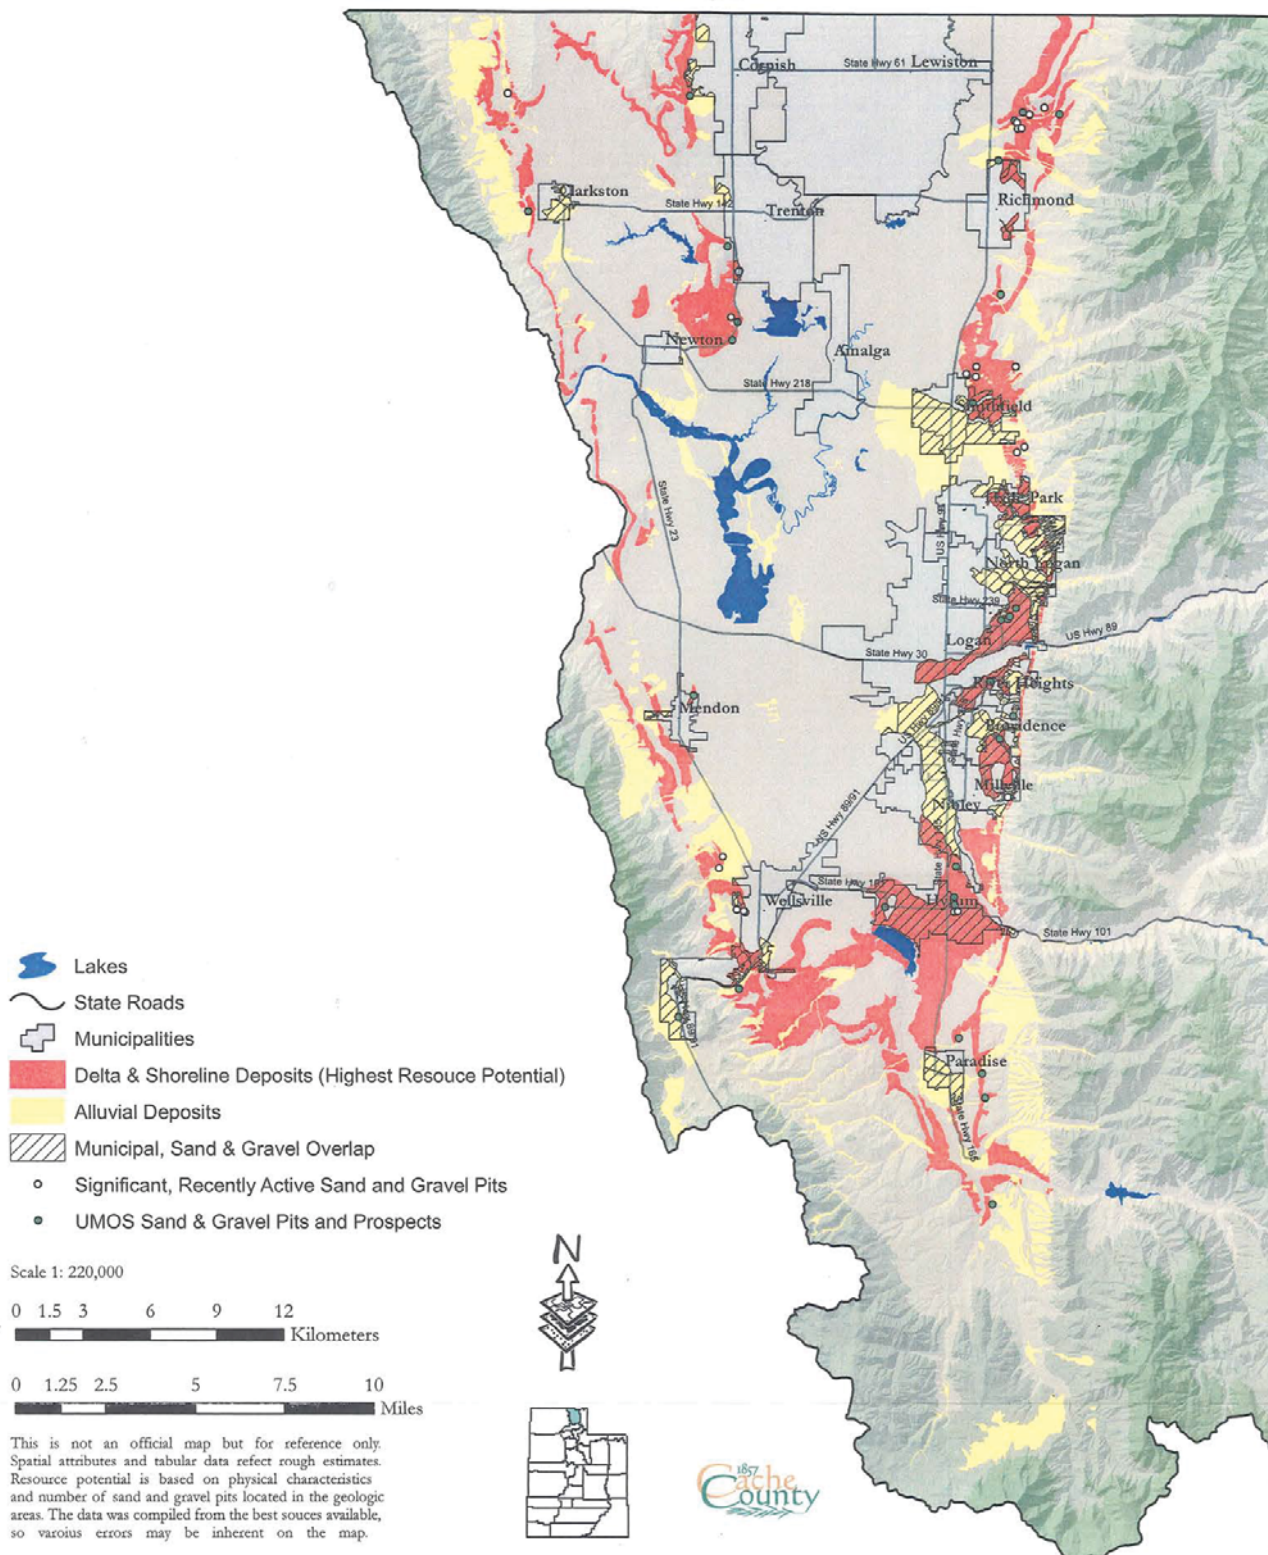 Cornish
State Hwy 61
Lewiston
Clarkston
State Hwy 142
Trenton
Richmond
Newton
Amalga
State Hwy 218
Smithfield
State Hwy 23
Hyde Park
US Hwy 91
North Logan
State Hwy 239
Logan
US Hwy 89
State Hwy 30
River Heights
Mendon
Providence
Millville
Nibley
US Hwy 89/91
State Hwy 101
Wellsville
Hyrum
State Hwy 101
Paradise
State Hwy 165
Lakes
State Roads
Municipalities
Delta & Shoreline Deposits (Highest Resouce Potential)
Alluvial Deposits
Municipal, Sand & Gravel Overlap
Significant, Recently Active Sand and Gravel Pits
UMOS Sand & Gravel Pits and Prospects
Scale 1: 220,000
0 1.5 3 6 9 12
Kilometers
0 1.25 2.5 5 7.5 10
Miles
N
This is not an official map but for reference only.
Spatial attributes and tabular data refect rough estimates.
Resource potential is based on physical characteristics
and number of sand and gravel pits located in the geologic
areas. The data was compiled from the best souces available,
so varoius errors may be inherent on the map.
1857
Cache
County